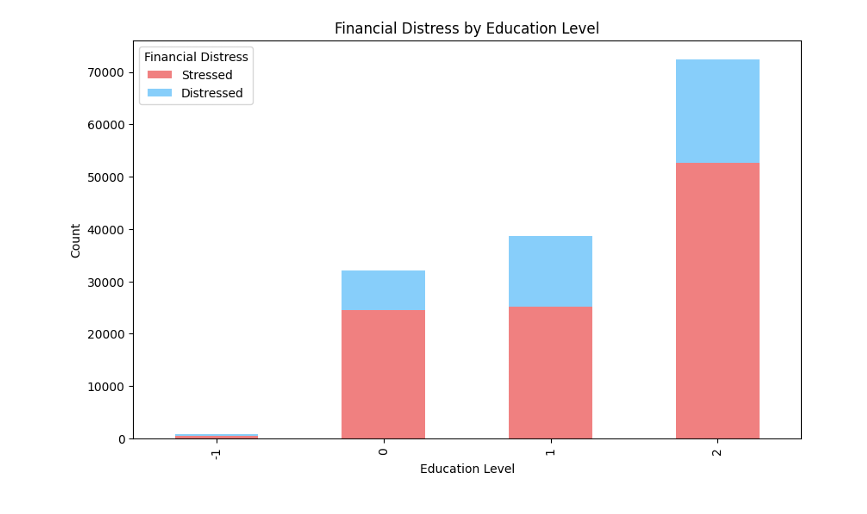 Financial Distress by Education Level
Financial Distress
Stressed
Distressed
70000
60000
50000
40000
30000
20000
10000
0
Count
-1
0
1
2
Education Level